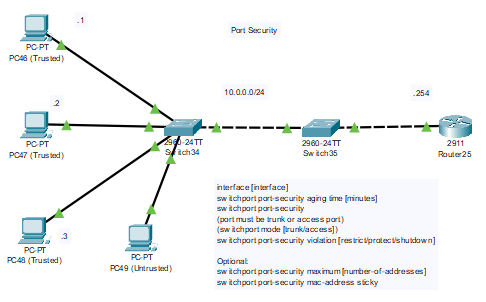 .1
Port Security
PC-PT
PC46 (Trusted)
10.0.0.0/24
.254
.2
PC-PT
PC47 (Trusted)
2960-24TT
Switch34
2960-24TT
Switch35
2911
Router25
.3
PC-PT
PC48 (Trusted)
PC-PT
PC49 (Untrusted)
interface [interface]
switchport port-security aging time [minutes]
switchport port-security
(port must be trunk or access port)
(switchport mode [trunk/access])
switchport port-security violation [restrict/protect/shutdown]
Optional:
switchport port-security maximum [number-of-addresses]
switchport port-security mac-address sticky